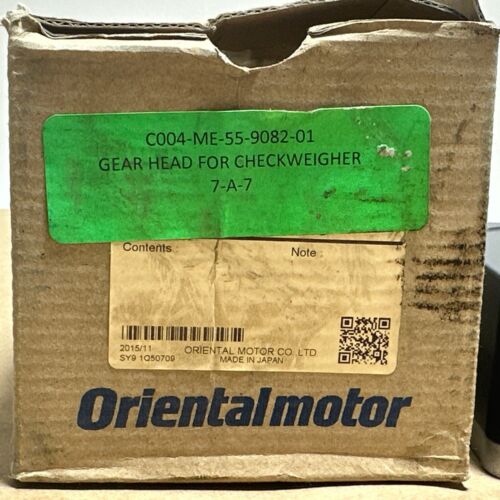 C004-ME-55-9082-01
GEAR HEAD FOR CHECKWEIGHER
7-A-7
Contents : Note :
2015/11 ORIENTAL MOTOR CO. LTD.
SY9 1Q50709 MADE IN JAPAN
Orientalmotor